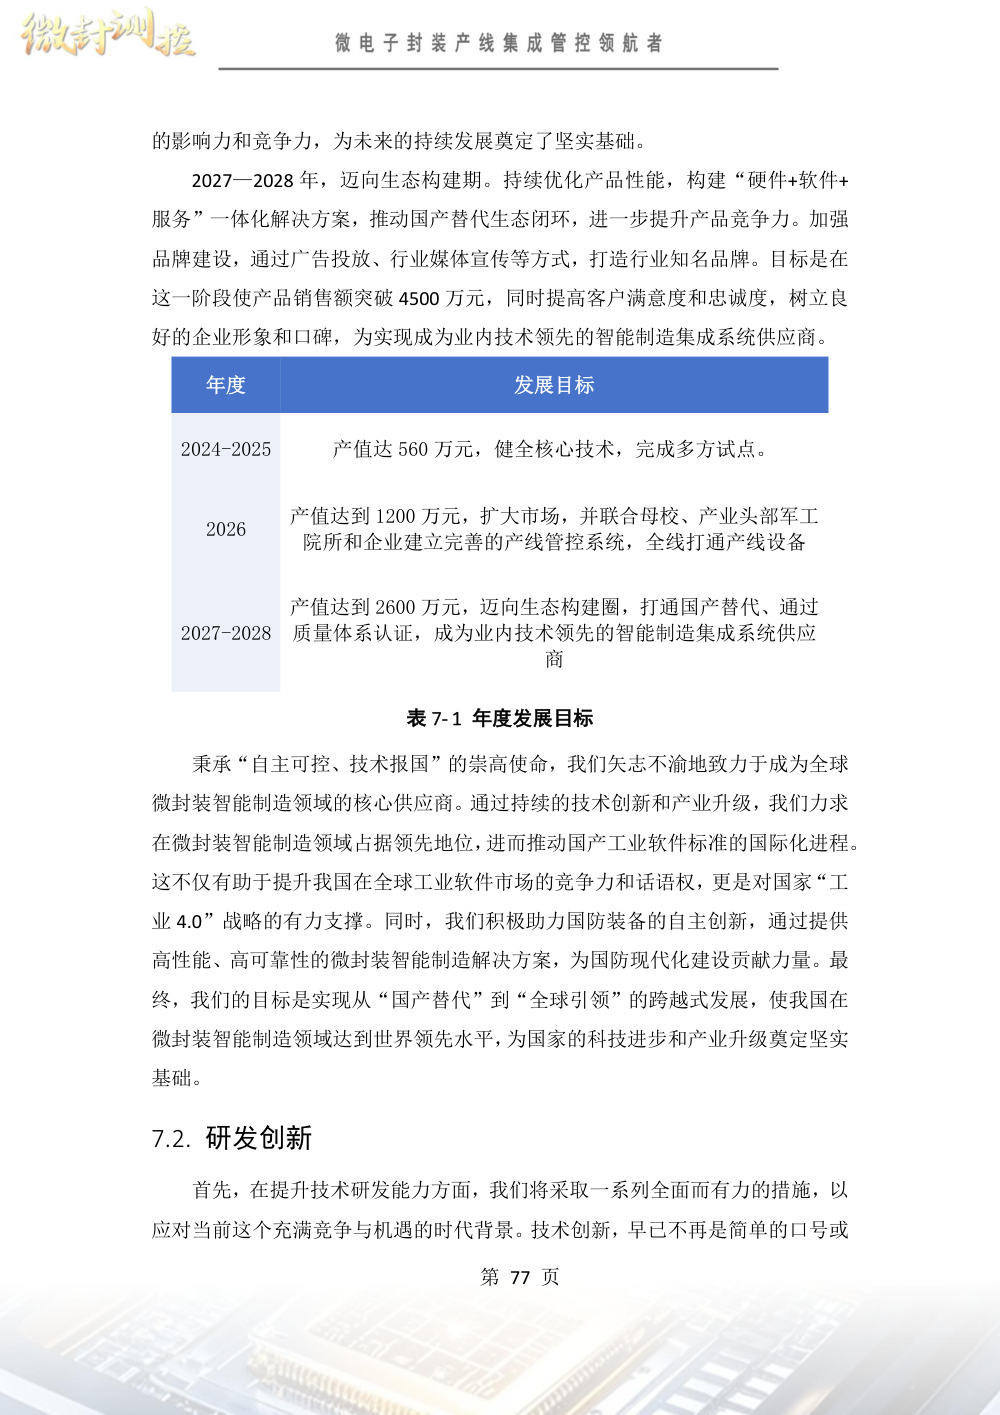 微封测控
微电子封装产线集成管控领航者
的影响力和竞争力，为未来的持续发展奠定了坚实基础。
2027—2028 年，迈向生态构建期。持续优化产品性能，构建“硬件+软件+
服务”一体化解决方案，推动国产替代生态闭环，进一步提升产品竞争力。加强
品牌建设，通过广告投放、行业媒体宣传等方式，打造行业知名品牌。目标是在
这一阶段使产品销售额突破 4500 万元，同时提高客户满意度和忠诚度，树立良
好的企业形象和口碑，为实现成为业内技术领先的智能制造集成系统供应商。
年度 发展目标
2024-2025 产值达 560 万元，健全核心技术，完成多方试点。
2026 产值达到 1200 万元，扩大市场，并联合母校、产业头部军工
院所和企业建立完善的产线管控系统，全线打通产线设备
产值达到 2600 万元，迈向生态构建圈，打通国产替代、通过
2027-2028 质量体系认证，成为业内技术领先的智能制造集成系统供应
商
表 7- 1 年度发展目标
秉承“自主可控、技术报国”的崇高使命，我们矢志不渝地致力于成为全球
微封装智能制造领域的核心供应商。通过持续的技术创新和产业升级，我们力求
在微封装智能制造领域占据领先地位，进而推动国产工业软件标准的国际化进程。
这不仅有助于提升我国在全球工业软件市场的竞争力和话语权，更是对国家“工
业 4.0”战略的有力支撑。同时，我们积极助力国防装备的自主创新，通过提供
高性能、高可靠性的微封装智能制造解决方案，为国防现代化建设贡献力量。最
终，我们的目标是实现从“国产替代”到“全球引领”的跨越式发展，使我国在
微封装智能制造领域达到世界领先水平，为国家的科技进步和产业升级奠定坚实
基础。
7.2. 研发创新
首先，在提升技术研发能力方面，我们将采取一系列全面而有力的措施，以
应对当前这个充满竞争与机遇的时代背景。技术创新，早已不再是简单的口号或
第 77 页